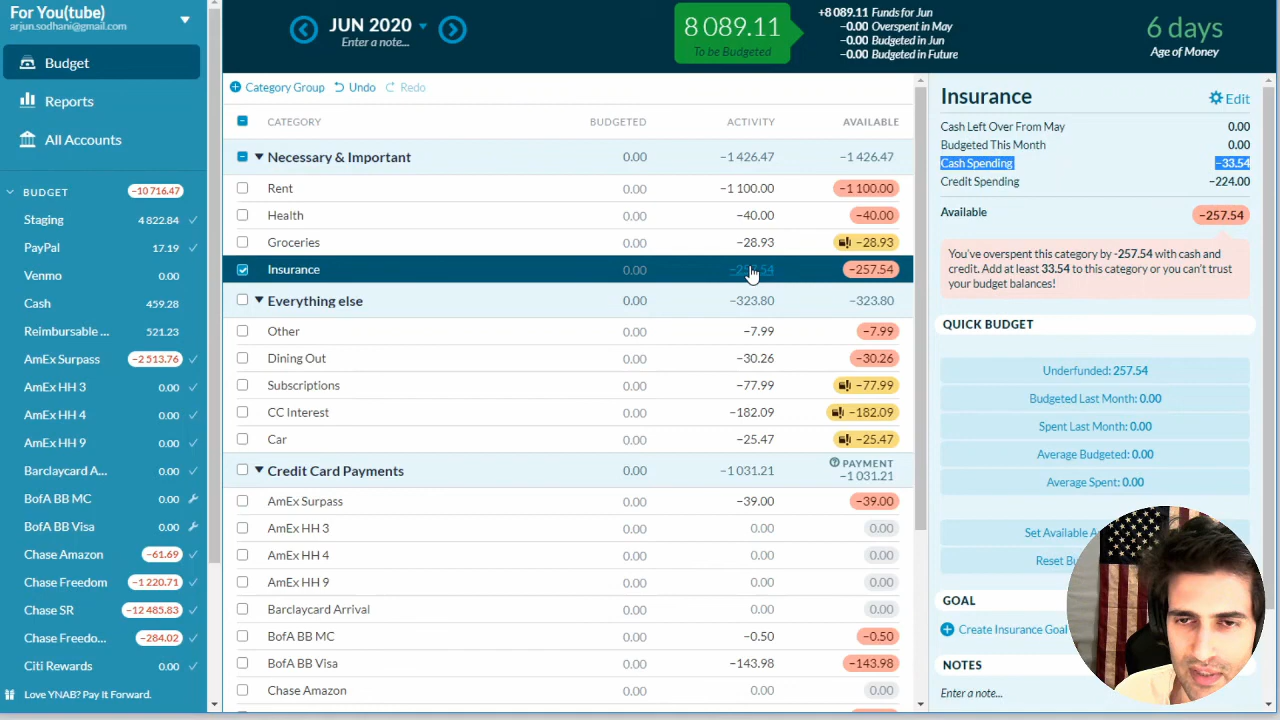 For You(tube)
arjun.sodhani@gmail.com
Budget
Reports
All Accounts
BUDGET −10 716.47
Staging 4 822.84
PayPal 17.19
Venmo 0.00
Cash 459.28
Reimbursable ... 521.23
AmEx Surpass −2 513.76
AmEx HH 3 0.00
AmEx HH 4 0.00
AmEx HH 9 0.00
Barclaycard A... 0.00
BofA BB MC 0.00
BofA BB Visa 0.00
Chase Amazon −61.69
Chase Freedom −1 220.71
Chase SR −12 485.83
Chase Freedo... −284.02
Citi Rewards 0.00
Love YNAB? Pay It Forward.
JUN 2020
Enter a note...
8 089.11
To be Budgeted
+8 089.11 Funds for Jun
−0.00 Overspent in May
−0.00 Budgeted in Jun
−0.00 Budgeted in Future
6 days
Age of Money
Category Group Undo Redo
CATEGORY BUDGETED ACTIVITY AVAILABLE
Necessary & Important 0.00 −1 426.47 −1 426.47
Rent 0.00 −1 100.00 −1 100.00
Health 0.00 −40.00 −40.00
Groceries 0.00 −28.93 −28.93
Insurance 0.00 −257.54 −257.54
Everything else 0.00 −323.80 −323.80
Other 0.00 −7.99 −7.99
Dining Out 0.00 −30.26 −30.26
Subscriptions 0.00 −77.99 −77.99
CC Interest 0.00 −182.09 −182.09
Car 0.00 −25.47 −25.47
PAYMENT
Credit Card Payments 0.00 −1 031.21 −1 031.21
AmEx Surpass 0.00 −39.00 −39.00
AmEx HH 3 0.00 0.00 0.00
AmEx HH 4 0.00 0.00 0.00
AmEx HH 9 0.00 0.00 0.00
Barclaycard Arrival 0.00 0.00 0.00
BofA BB MC 0.00 −0.50 −0.50
BofA BB Visa 0.00 −143.98 −143.98
Chase Amazon 0.00 0.00 0.00
Insurance Edit
Cash Left Over From May 0.00
Budgeted This Month 0.00
Cash Spending −33.54
Credit Spending −224.00
Available −257.54
You've overspent this category by -257.54 with cash and
credit. Add at least 33.54 to this category or you can't trust
your budget balances!
QUICK BUDGET
Underfunded: 257.54
Budgeted Last Month: 0.00
Spent Last Month: 0.00
Average Budgeted: 0.00
Average Spent: 0.00
Set Available A
Reset Bu
GOAL
Create Insurance Goal
NOTES
Enter a note...